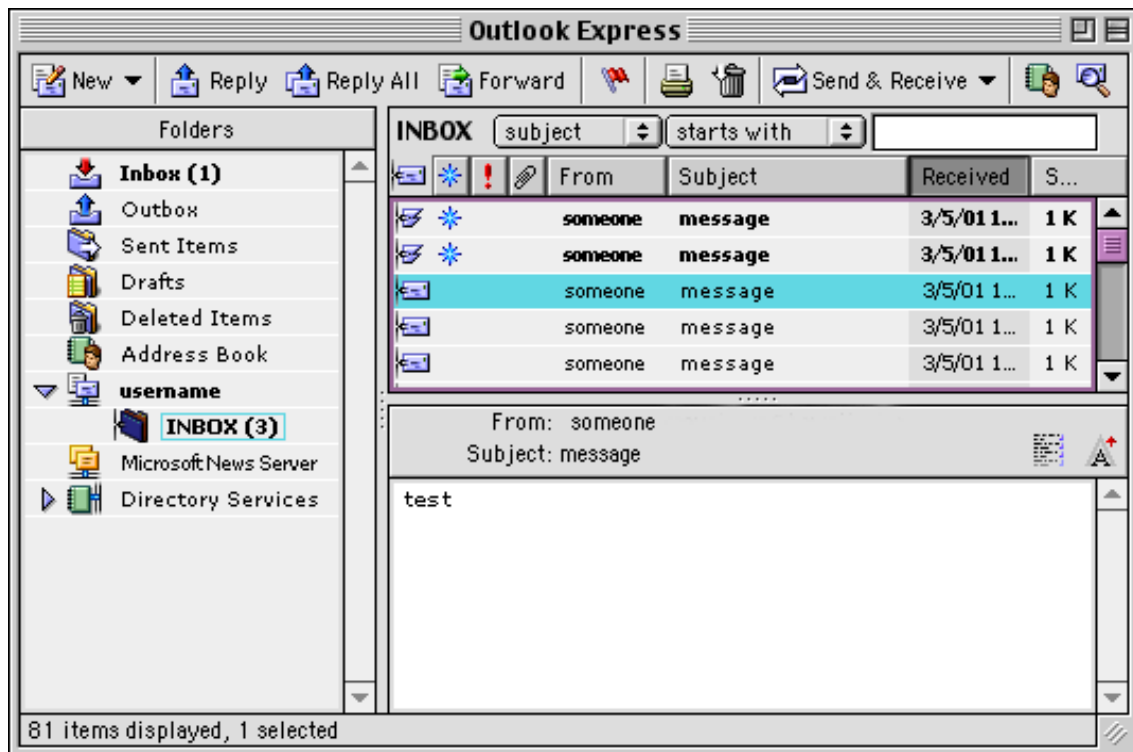 Outlook Express
New Reply Reply All Forward Send & Receive
Folders
Inbox (1)
Outbox
Sent Items
Drafts
Deleted Items
Address Book
username
INBOX (3)
Microsoft News Server
Directory Services
INBOX subject starts with
From Subject Received S...
someone message 3/5/01 1... 1 K
someone message 3/5/01 1... 1 K
someone message 3/5/01 1... 1 K
someone message 3/5/01 1... 1 K
someone message 3/5/01 1... 1 K
From: someone
Subject: message
test
81 items displayed, 1 selected